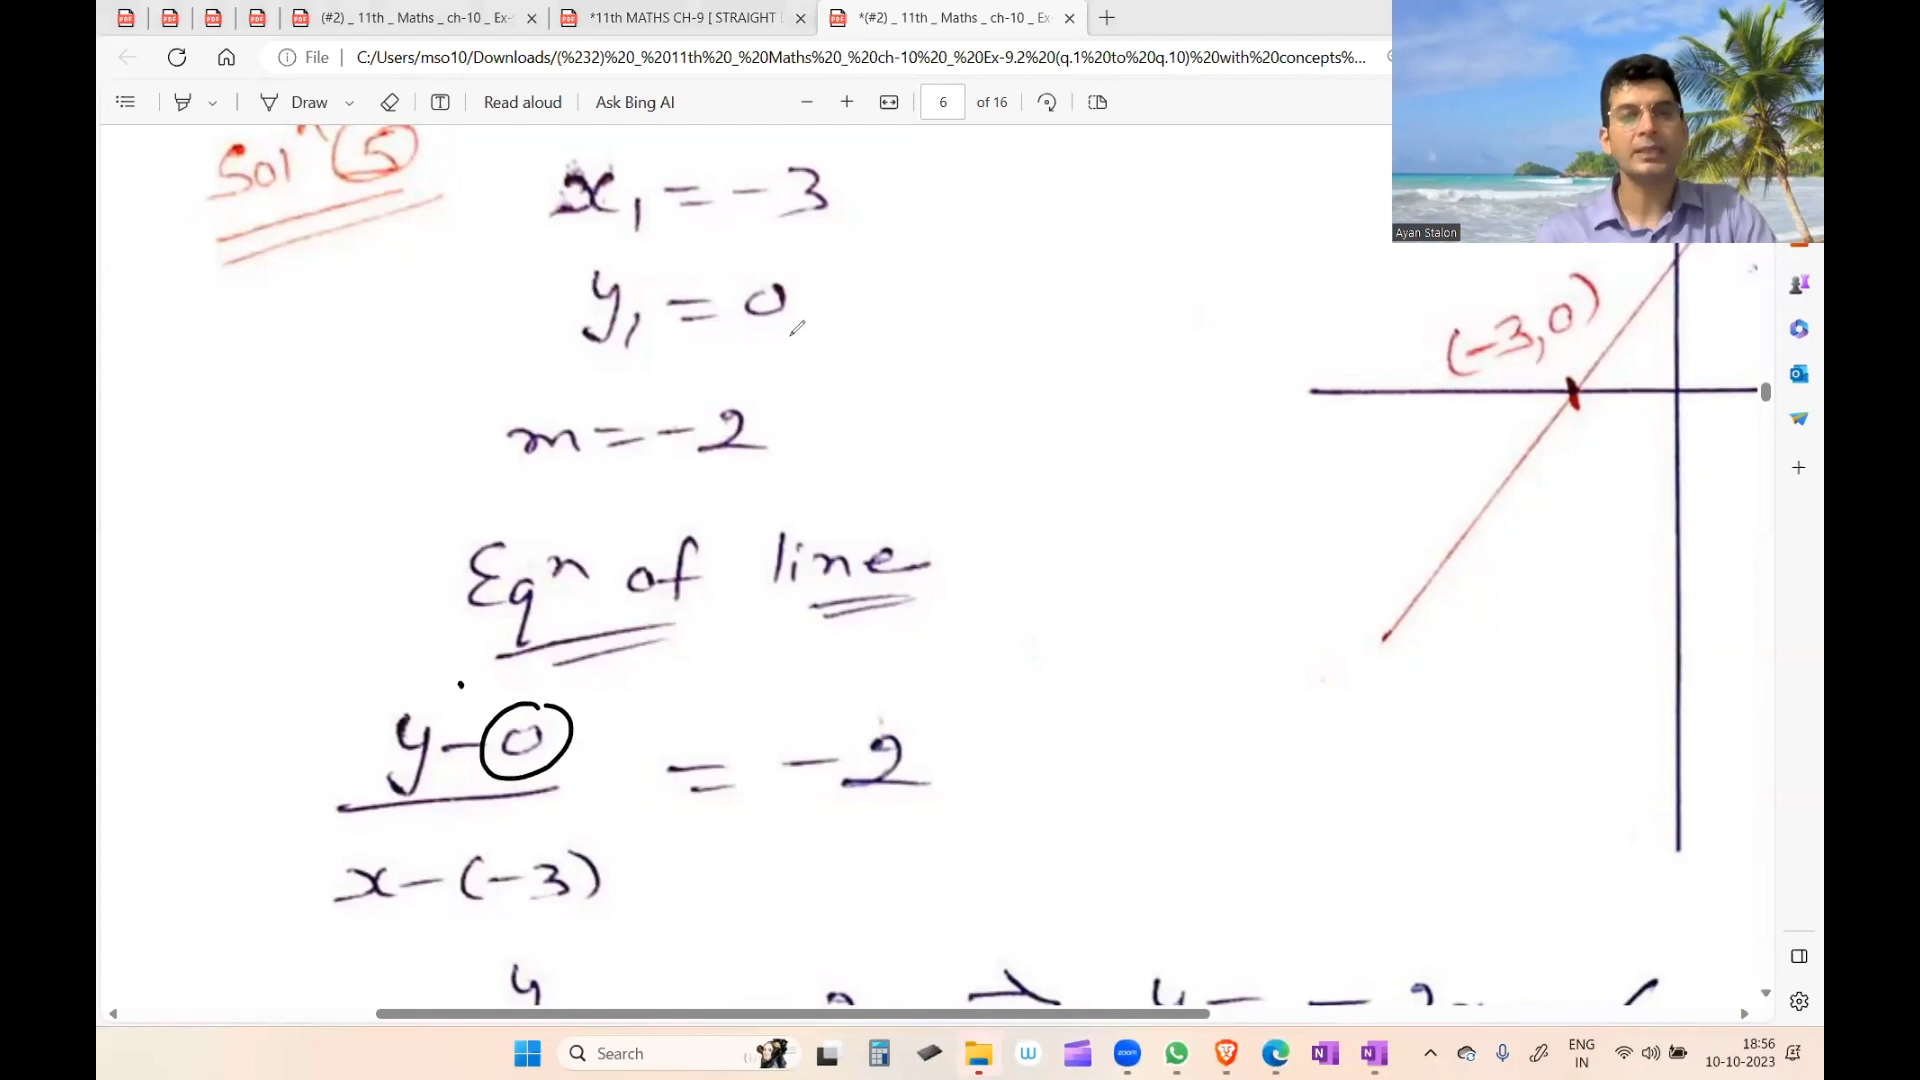 (#2) _ 11th _ Maths _ ch-10 _ Ex-
*11th MATHS CH-9 [ STRAIGHT
*(#2) _ 11th _ Maths _ ch-10 _ Ex
File
C:/Users/mso10/Downloads/(%232)%20_%2011th%20_%20Maths%20_%20ch-10%20_%20Ex-9.2%20(q.1%20to%20q.10)%20with%20concepts%...
Draw
Read aloud
Ask Bing AI
6
of 16
Ayan Stalon
Solⁿ (5)
x₁ = -3
y₁ = 0
(-3,0)
m = -2
Eqⁿ of line
y-0
= -2
x-(-3)
Search
zoom
ENG
IN
18:56
10-10-2023